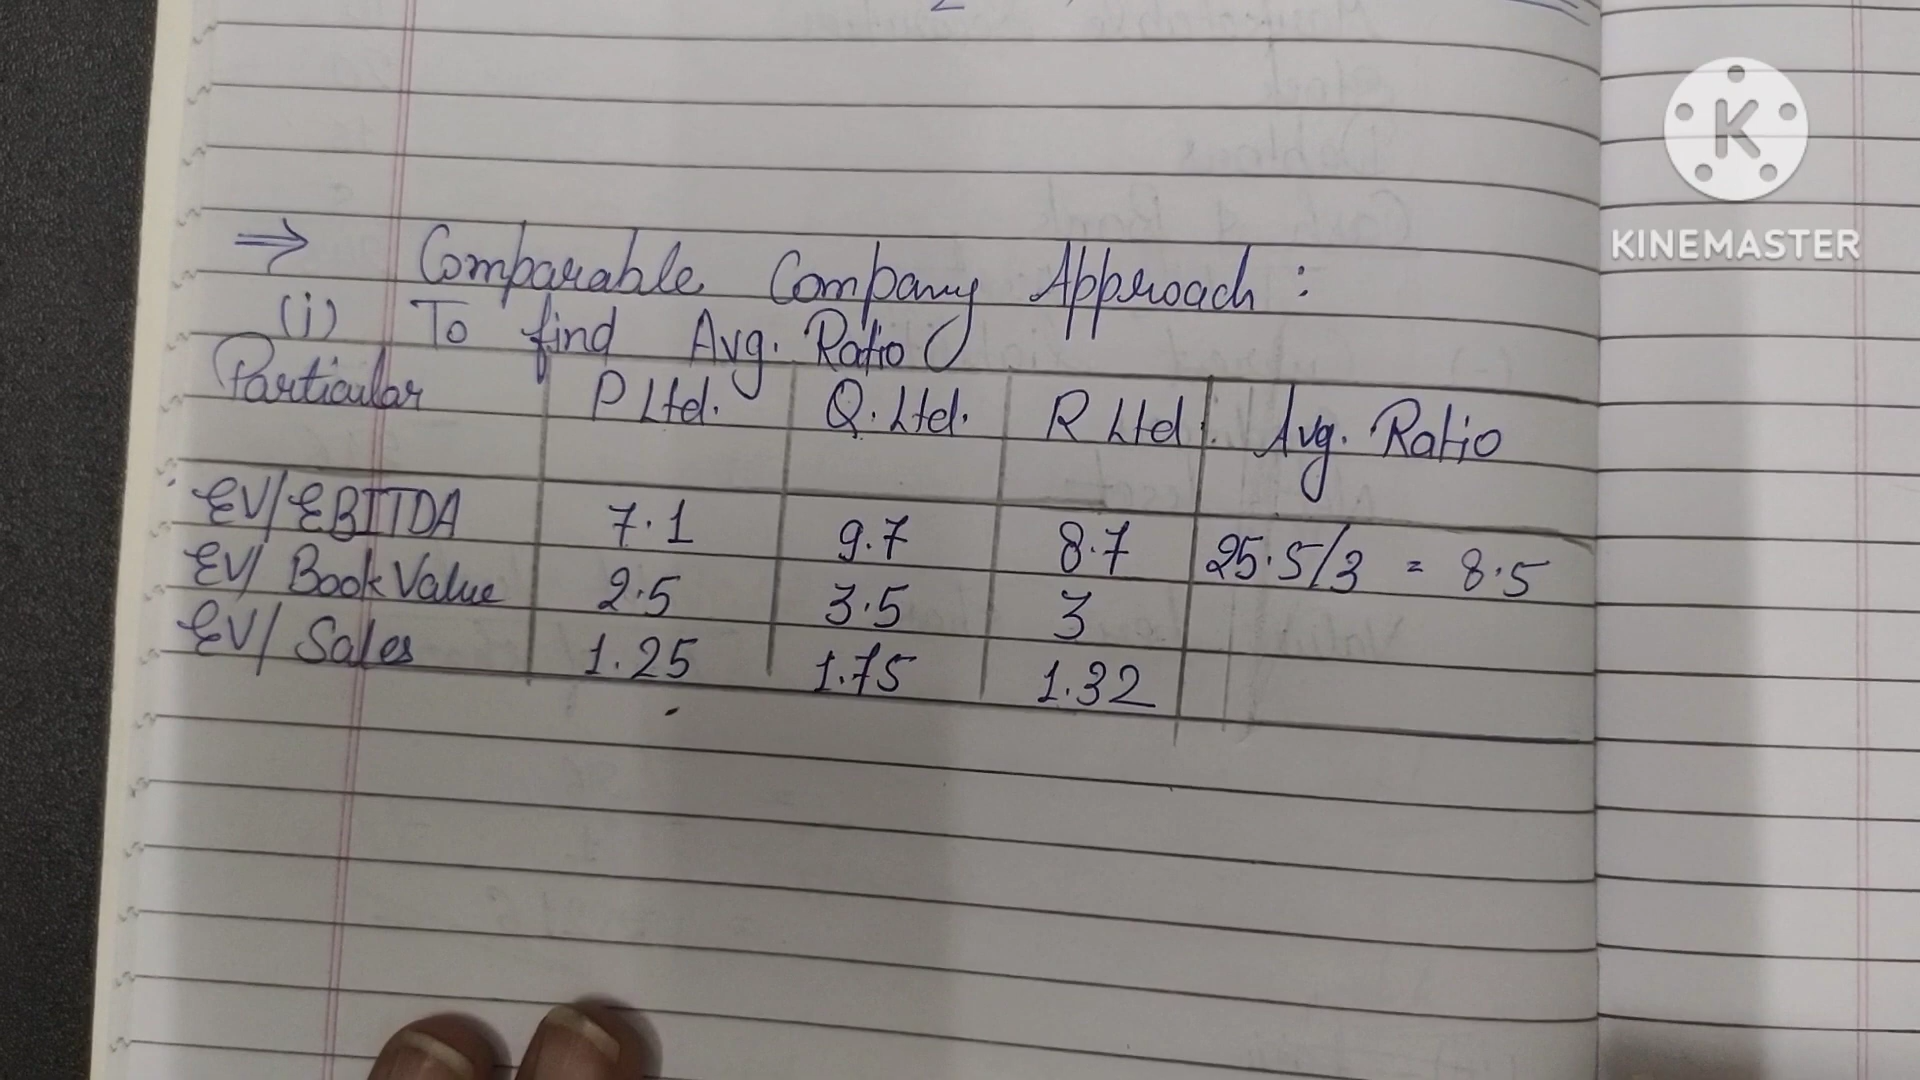 ⇒ Comparable Company Approach :
(i) To find Avg. Ratio
Particular P Ltd. Q. Ltd. R Ltd. Avg. Ratio
EV/EBITDA 7.1 9.7 8.7 25.5/3 = 8.5
EV/ Book Value 2.5 3.5 3
EV/ Sales 1.25 1.75 1.32
K
KINEMASTER